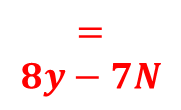 =
8y − 7N